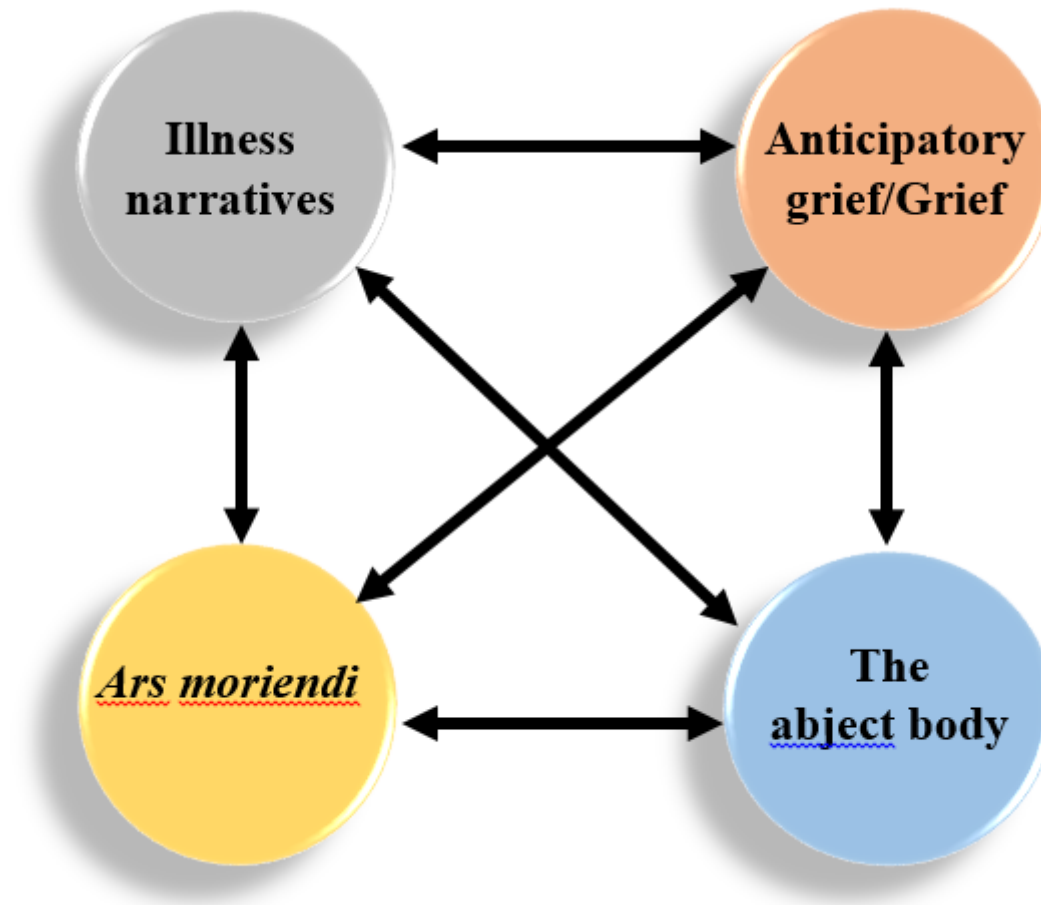 Illness
narratives
Anticipatory
grief/Grief
Ars moriendi
The
abject body